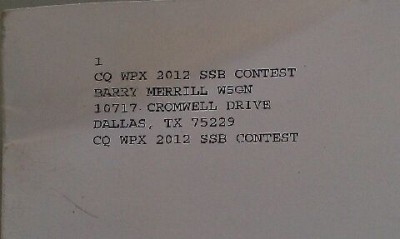 1
CQ WPX 2012 SSB CONTEST
BARRY MERRILL W5GN
10717 CROMWELL DRIVE
DALLAS, TX 75229
CQ WPX 2012 SSB CONTEST